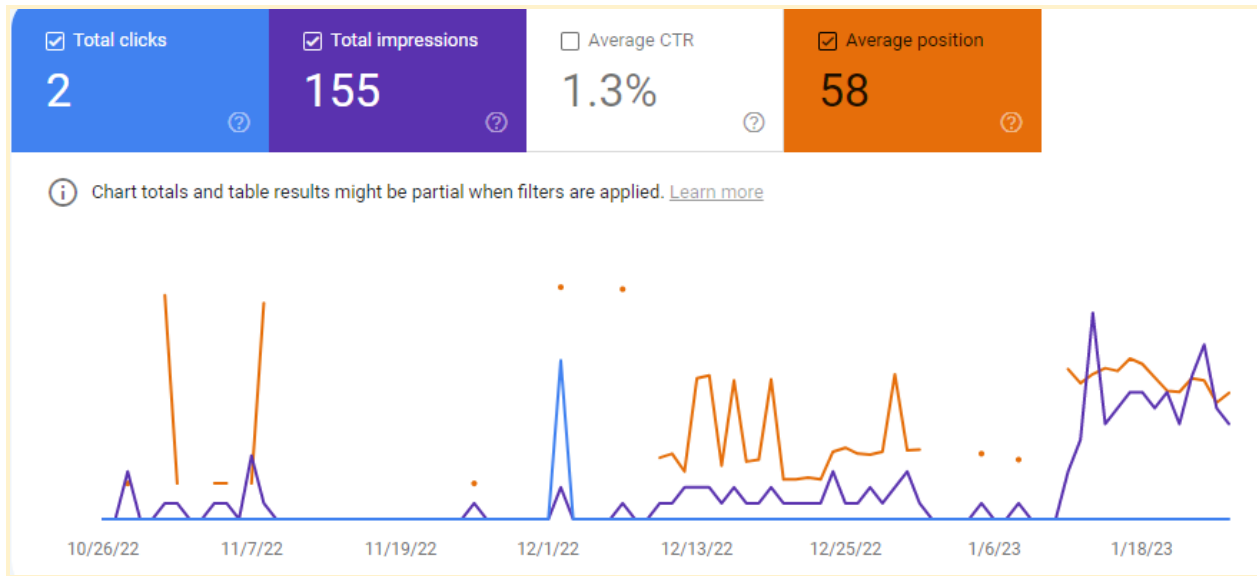 Total clicks
2
Total impressions
155
Average CTR
1.3%
Average position
58
Chart totals and table results might be partial when filters are applied. Learn more
10/26/22 11/7/22 11/19/22 12/1/22 12/13/22 12/25/22 1/6/23 1/18/23